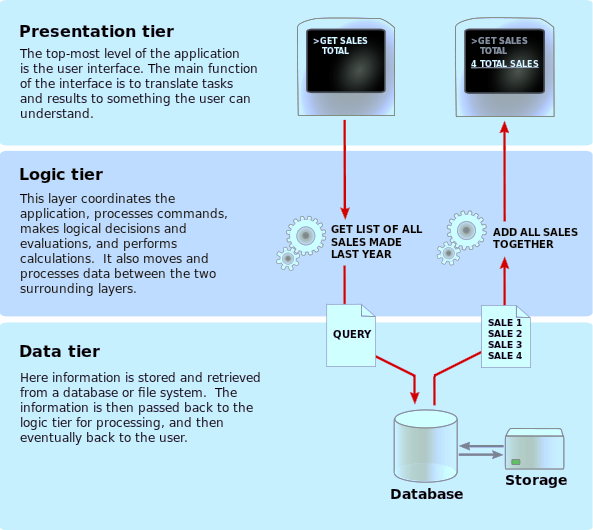 Presentation tier
The top-most level of the application
is the user interface. The main function
of the interface is to translate tasks
and results to something the user can
understand.
>GET SALES
TOTAL
>GET SALES
TOTAL
4 TOTAL SALES
Logic tier
This layer coordinates the
application, processes commands,
makes logical decisions and
evaluations, and performs
calculations.  It also moves and
processes data between the two
surrounding layers.
GET LIST OF ALL
SALES MADE
LAST YEAR
ADD ALL SALES
TOGETHER
Data tier
Here information is stored and retrieved
from a database or file system.  The
information is then passed back to the
logic tier for processing, and then
eventually back to the user.
QUERY
SALE 1
SALE 2
SALE 3
SALE 4
Database
Storage